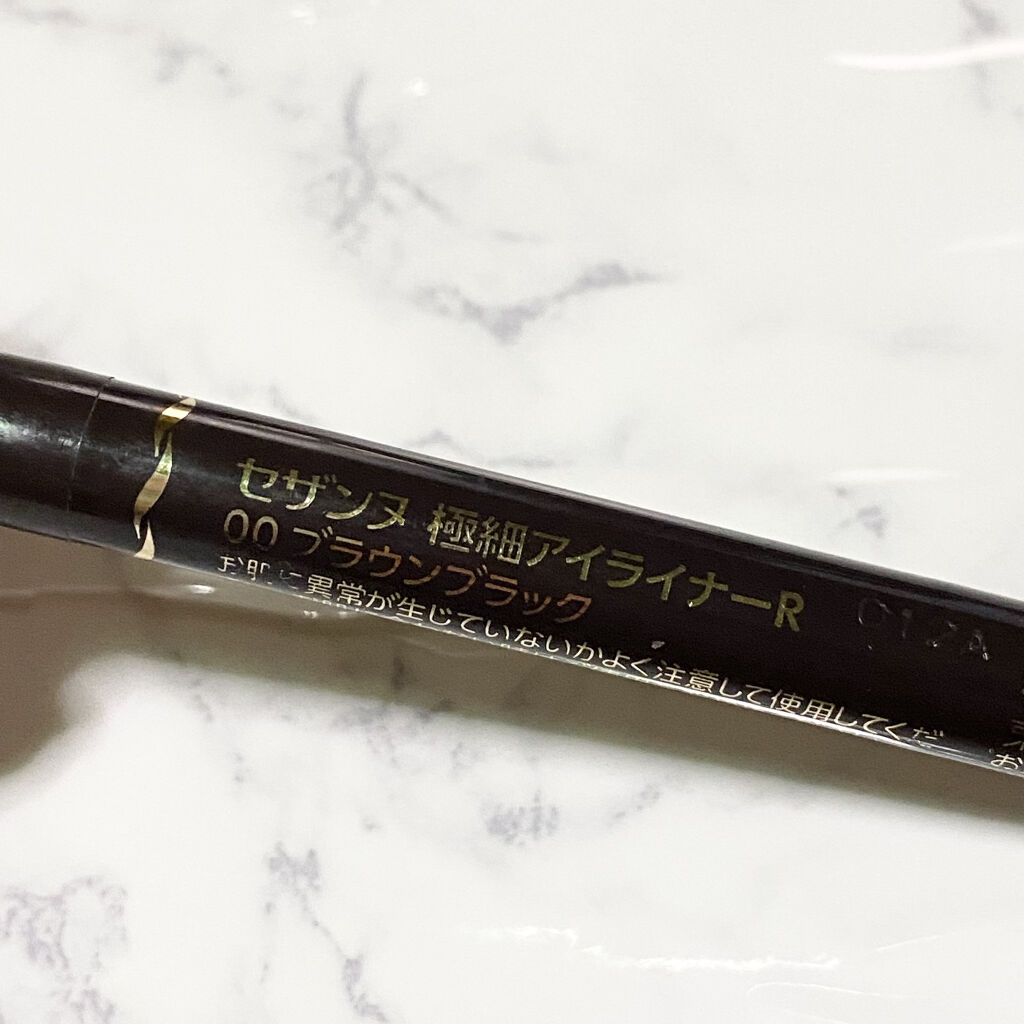 セザンヌ 極細アイライナーR
00 ブラウンブラック
お肌に異常が生じていないかよく注意して使用してくだ
012A
お